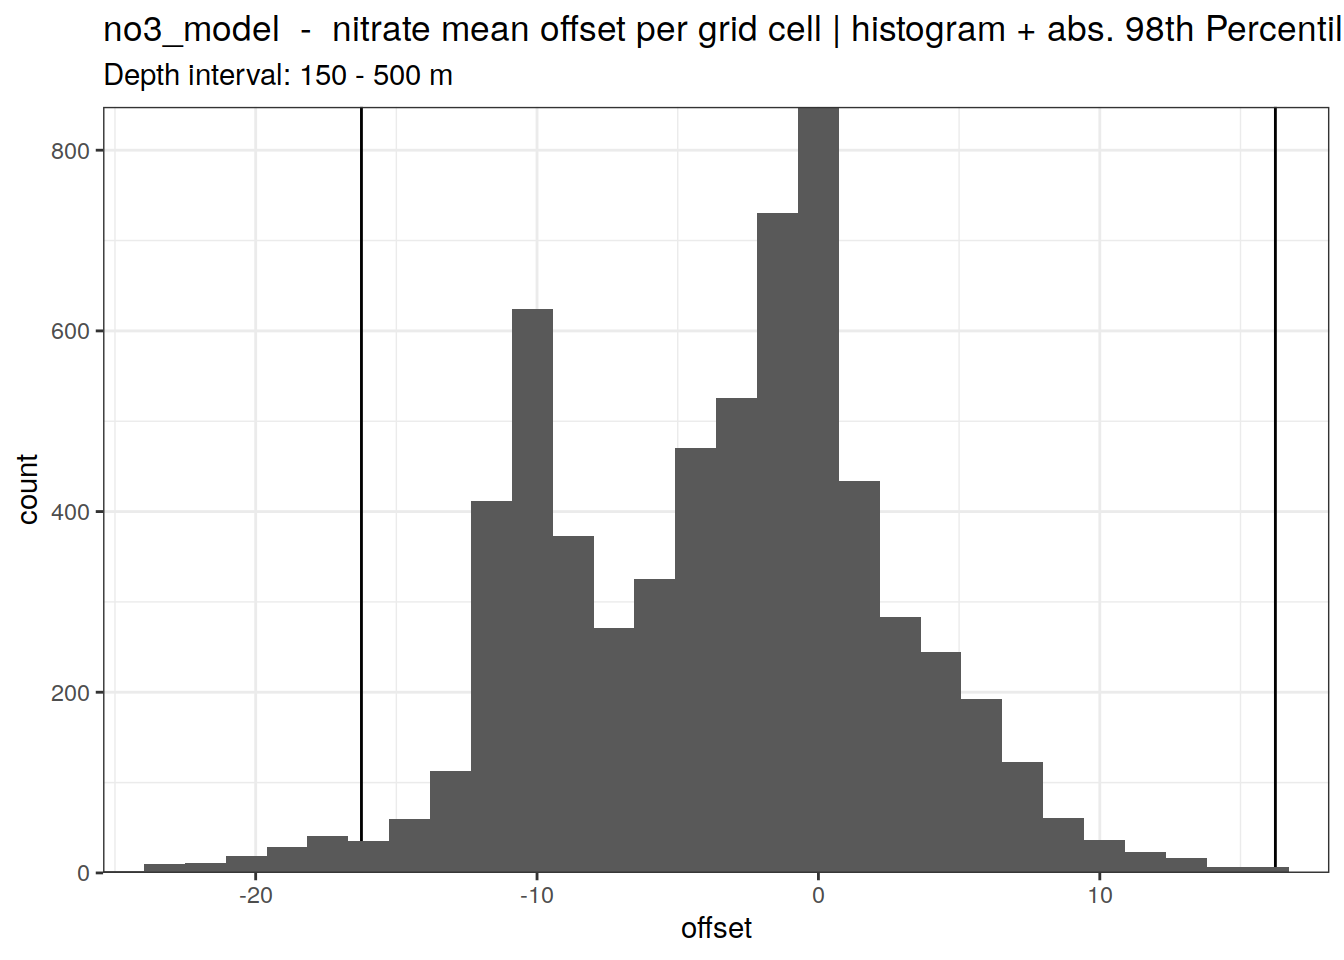 no3_model  -  nitrate mean offset per grid cell | histogram + abs. 98th Percentil
Depth interval: 150 - 500 m
800
600
400
200
0
count
-20
-10
0
10
offset